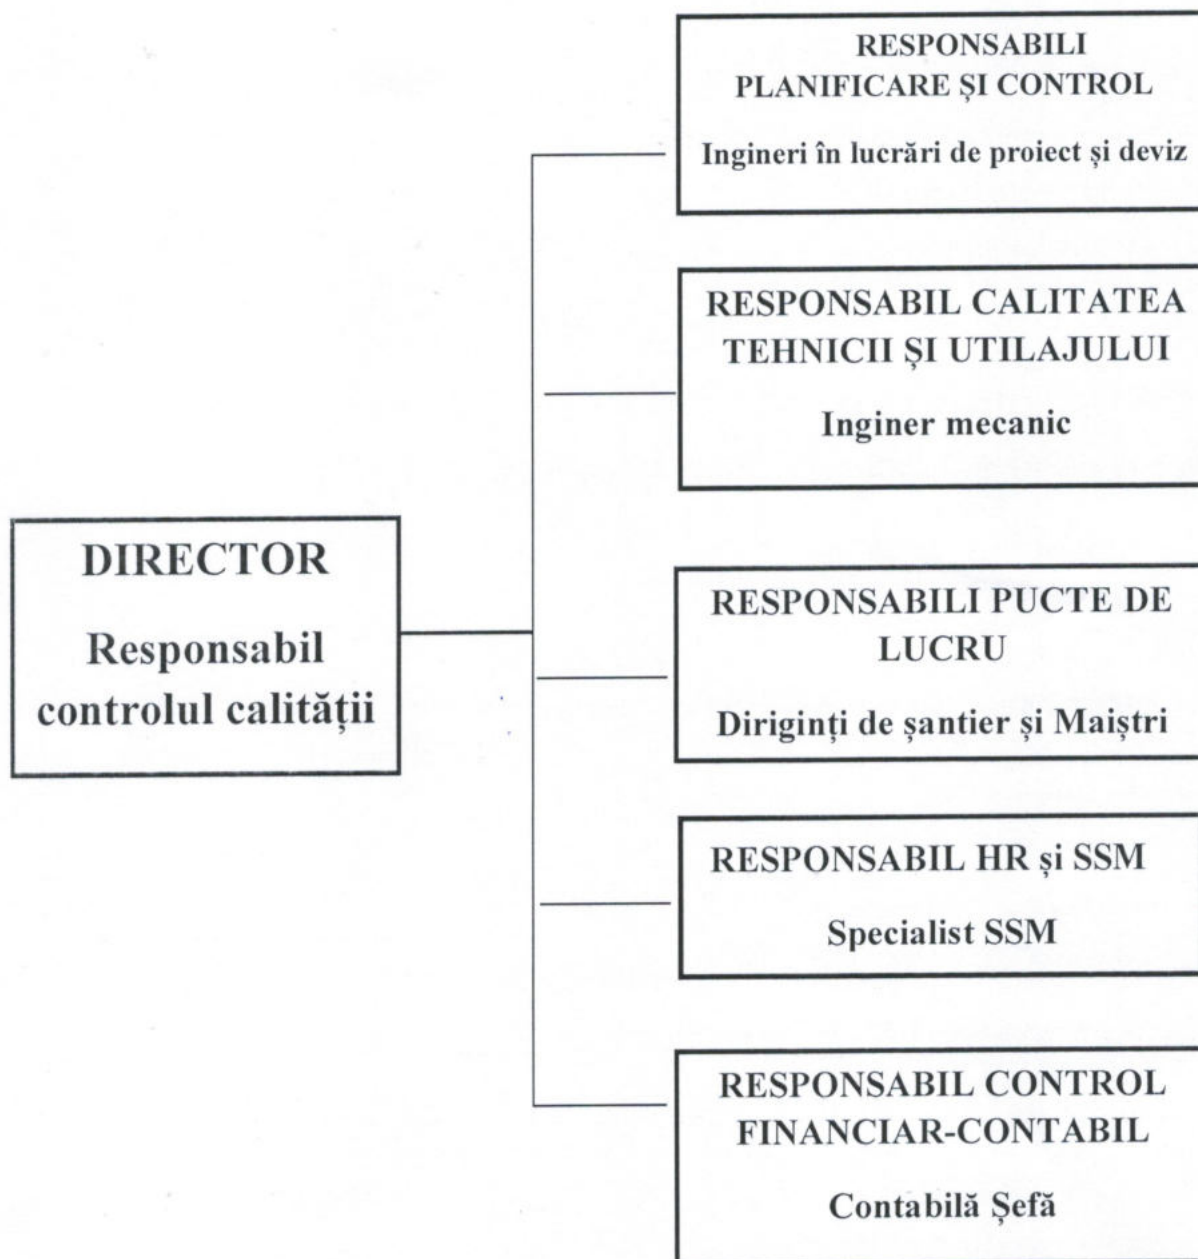 RESPONSABILI
PLANIFICARE ȘI CONTROL
Ingineri în lucrări de proiect și deviz
RESPONSABIL CALITATEA
TEHNICII ȘI UTILAJULUI
Inginer mecanic
DIRECTOR
Responsabil
controlul calității
RESPONSABILI PUCTE DE
LUCRU
Diriginți de șantier și Maiștri
RESPONSABIL HR și SSM
Specialist SSM
RESPONSABIL CONTROL
FINANCIAR-CONTABIL
Contabilă Șefă